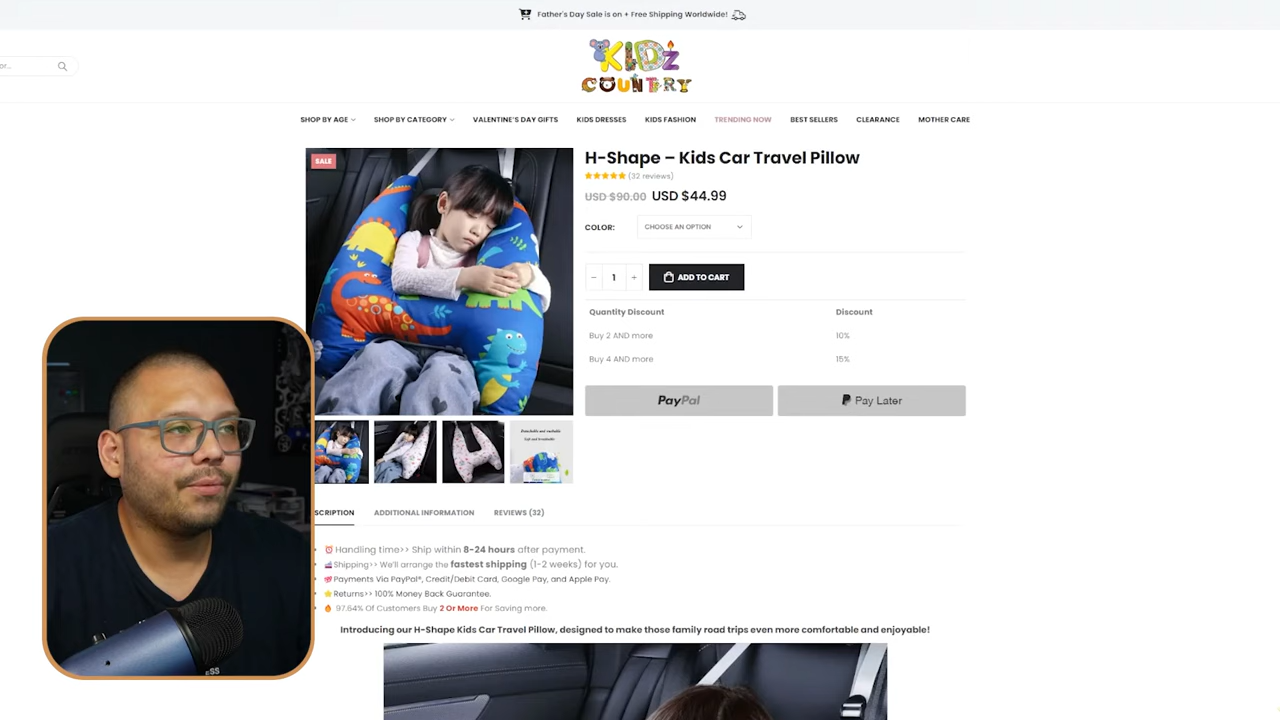 Father's Day Sale is on + Free Shipping Worldwide!
or...
KIDZ
COUNTRY
SHOP BY AGE SHOP BY CATEGORY VALENTINE'S DAY GIFTS KIDS DRESSES KIDS FASHION TRENDING NOW BEST SELLERS CLEARANCE MOTHER CARE
SALE
H-Shape – Kids Car Travel Pillow
(32 reviews)
USD $90.00 USD $44.99
COLOR: CHOOSE AN OPTION
− 1 + ADD TO CART
Quantity Discount Discount
Buy 2 AND more 10%
Buy 4 AND more 15%
PayPal Pay Later
SCRIPTION ADDITIONAL INFORMATION REVIEWS (32)
Handling time>> Ship within 8-24 hours after payment.
Shipping>> We'll arrange the fastest shipping (1-2 weeks) for you.
Payments Via PayPal®, Credit/Debit Card, Google Pay, and Apple Pay.
Returns>> 100% Money Back Guarantee.
97.64% Of Customers Buy 2 Or More For Saving more.
Introducing our H-Shape Kids Car Travel Pillow, designed to make those family road trips even more comfortable and enjoyable!